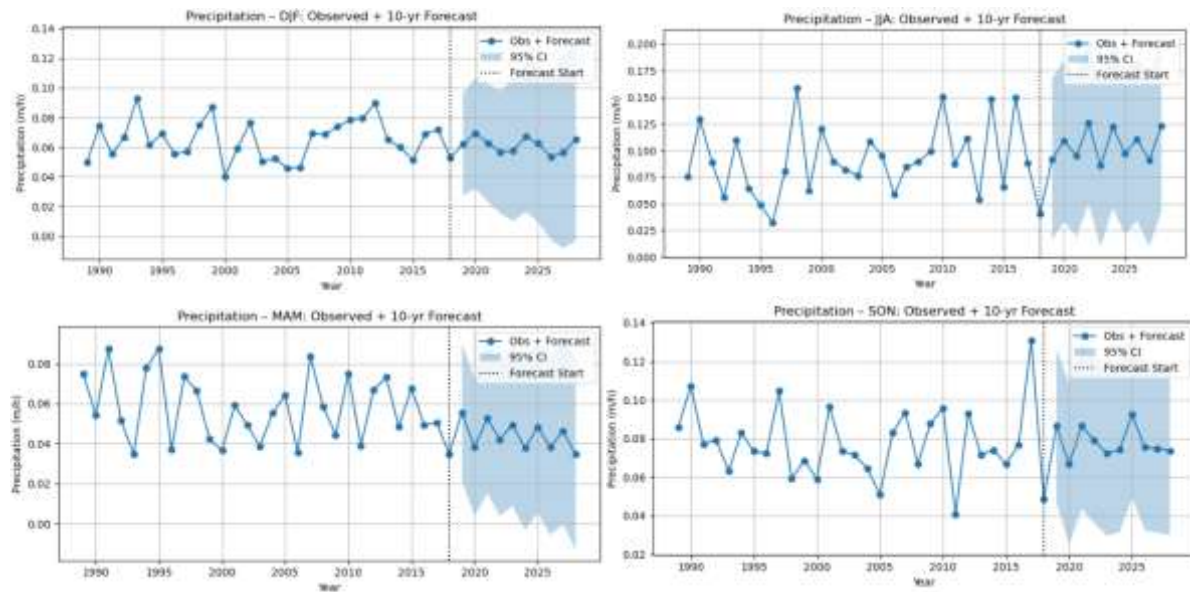 Precipitation – DJF: Observed + 10-yr Forecast
0.14
0.12
0.10
0.08
0.06
0.04
0.02
0.00
Precipitation (m/h)
Obs + Forecast
95% CI
Forecast Start
1990
1995
2000
2005
2010
2015
2020
2025
Year
Precipitation – JJA: Observed + 10-yr Forecast
0.200
0.175
0.150
0.125
0.100
0.075
0.050
0.025
0.000
Precipitation (m/h)
Obs + Forecast
95% CI
Forecast Start
1990
1995
2000
2005
2010
2015
2020
2025
Year
Precipitation – MAM: Observed + 10-yr Forecast
0.08
0.06
0.04
0.02
0.00
Precipitation (m/h)
Obs + Forecast
95% CI
Forecast Start
1990
1995
2000
2005
2010
2015
2020
2025
Year
Precipitation – SON: Observed + 10-yr Forecast
0.14
0.12
0.10
0.08
0.06
0.04
0.02
Precipitation (m/h)
Obs + Forecast
95% CI
Forecast Start
1990
1995
2000
2005
2010
2015
2020
2025
Year